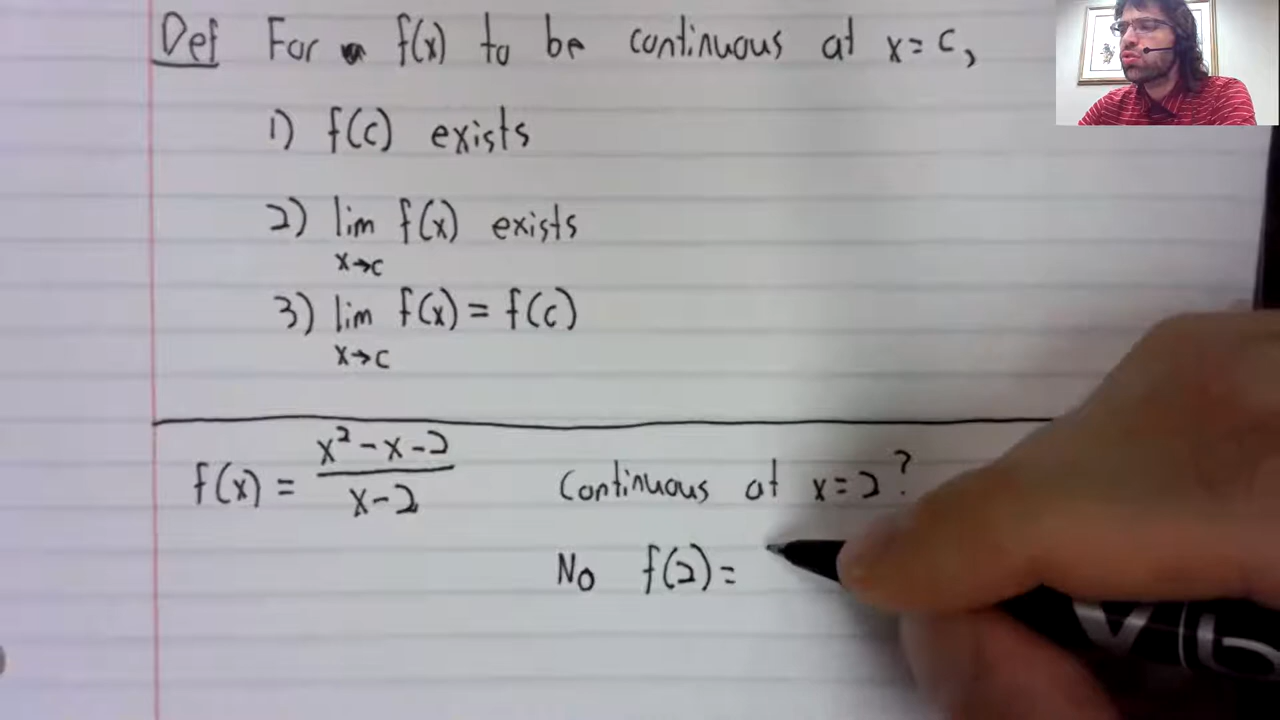 Def For f(x) to be continuous at x=c,
1) f(c) exists
2) lim f(x) exists
x→c
3) lim f(x) = f(c)
x→c
f(x) = x²-x-2 / x-2 Continuous at x=2?
No f(2)=